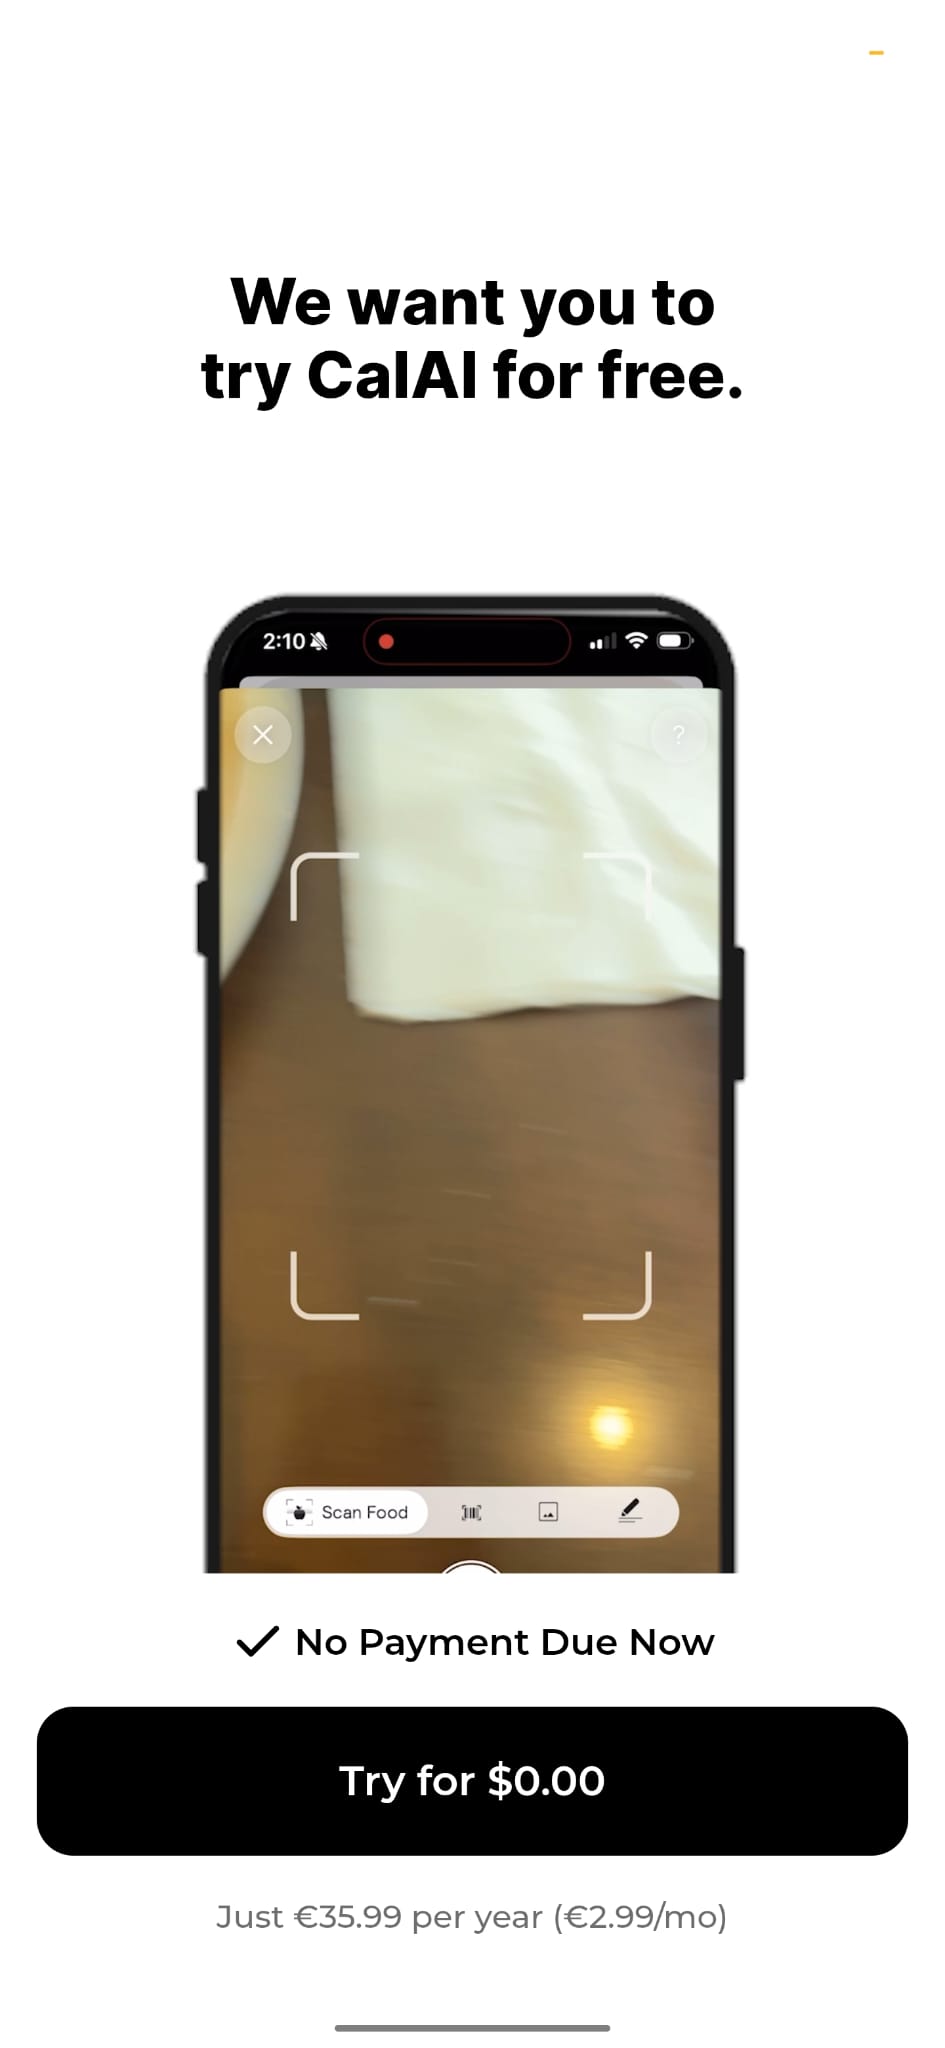 We want you to
try CalAI for free.
2:10
?
Scan Food
No Payment Due Now
Try for $0.00
Just €35.99 per year (€2.99/mo)